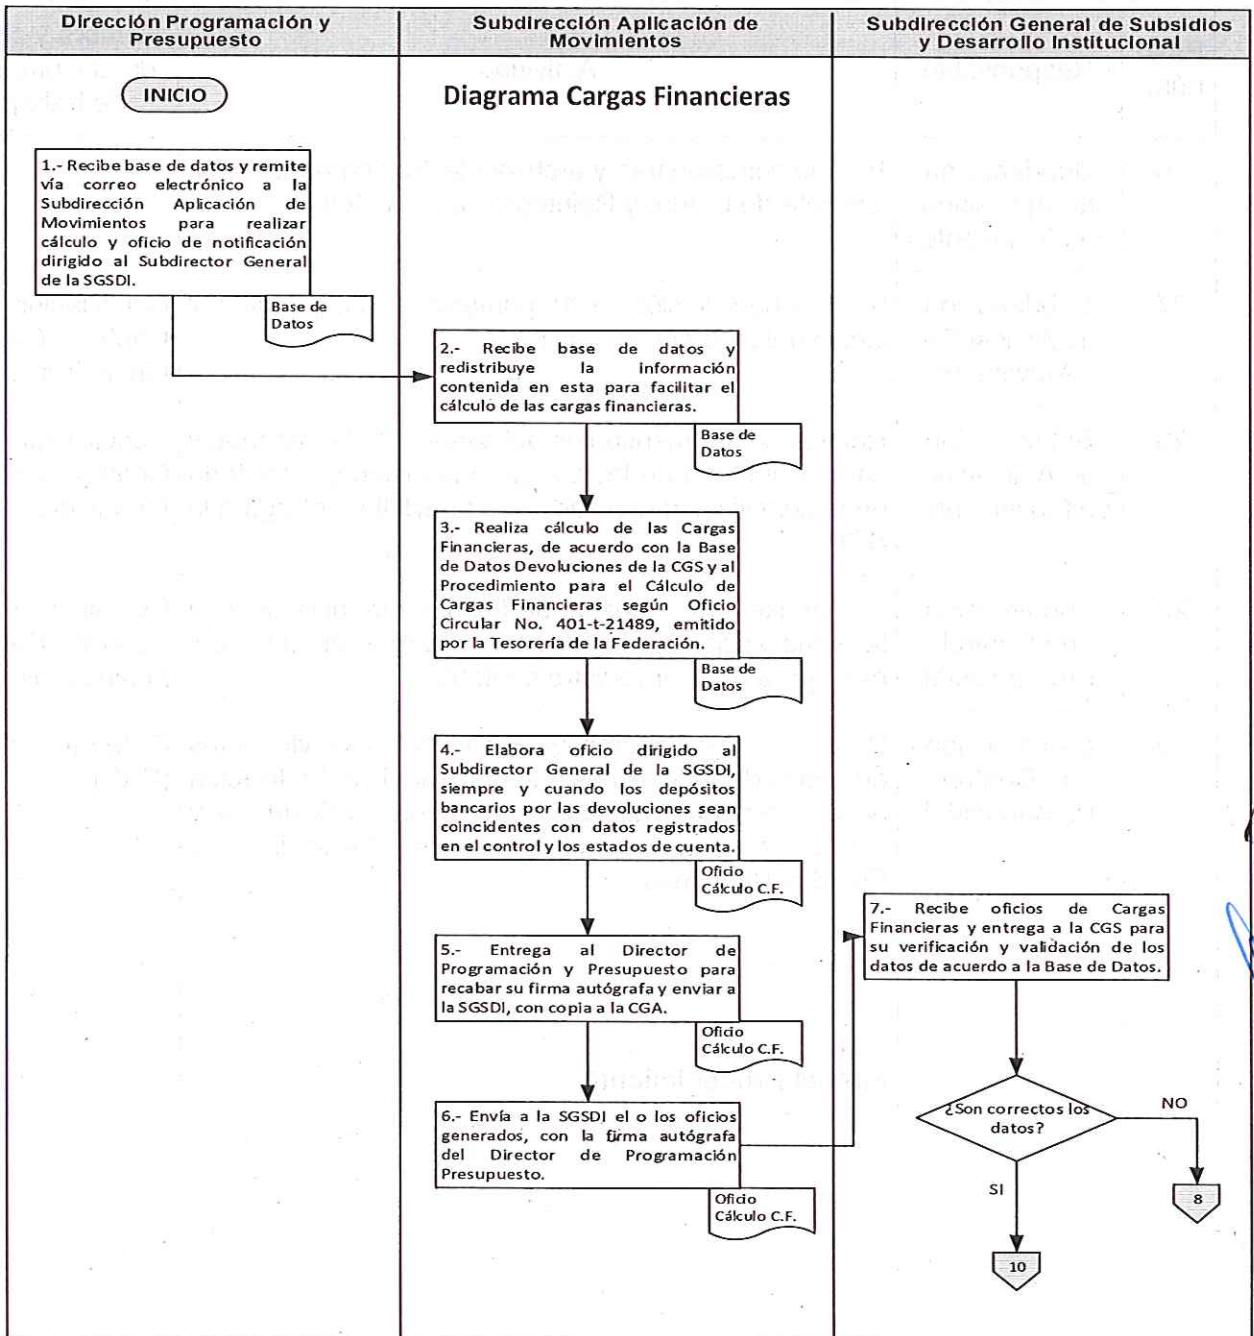 Dirección Programación y
Presupuesto
Subdirección Aplicación de
Movimientos
Subdirección General de Subsidios
y Desarrollo Institucional
INICIO
Diagrama Cargas Financieras
1.- Recibe base de datos y remite
vía correo electrónico a la
Subdirección Aplicación de
Movimientos para realizar
cálculo y oficio de notificación
dirigido al Subdirector General
de la SGSDI.
Base de
Datos
2.- Recibe base de datos y
redistribuye la información
contenida en esta para facilitar el
cálculo de las cargas financieras.
Base de
Datos
3.- Realiza cálculo de las Cargas
Financieras, de acuerdo con la Base
de Datos Devoluciones de la CGS y al
Procedimiento para el Cálculo de
Cargas Financieras según Oficio
Circular No. 401-t-21489, emitido
por la Tesorería de la Federación.
Base de
Datos
4.- Elabora oficio dirigido al
Subdirector General de la SGSDI,
siempre y cuando los depósitos
bancarios por las devoluciones sean
coincidentes con datos registrados
en el control y los estados de cuenta.
Oficio
Cálculo C.F.
5.- Entrega al Director de
Programación y Presupuesto para
recabar su firma autógrafa y enviar a
la SGSDI, con copia a la CGA.
Oficio
Cálculo C.F.
6.- Envía a la SGSDI el o los oficios
generados, con la firma autógrafa
del Director de Programación
Presupuesto.
Oficio
Cálculo C.F.
7.- Recibe oficios de Cargas
Financieras y entrega a la CGS para
su verificación y validación de los
datos de acuerdo a la Base de Datos.
¿Son correctos los
datos?
NO
8
SI
10